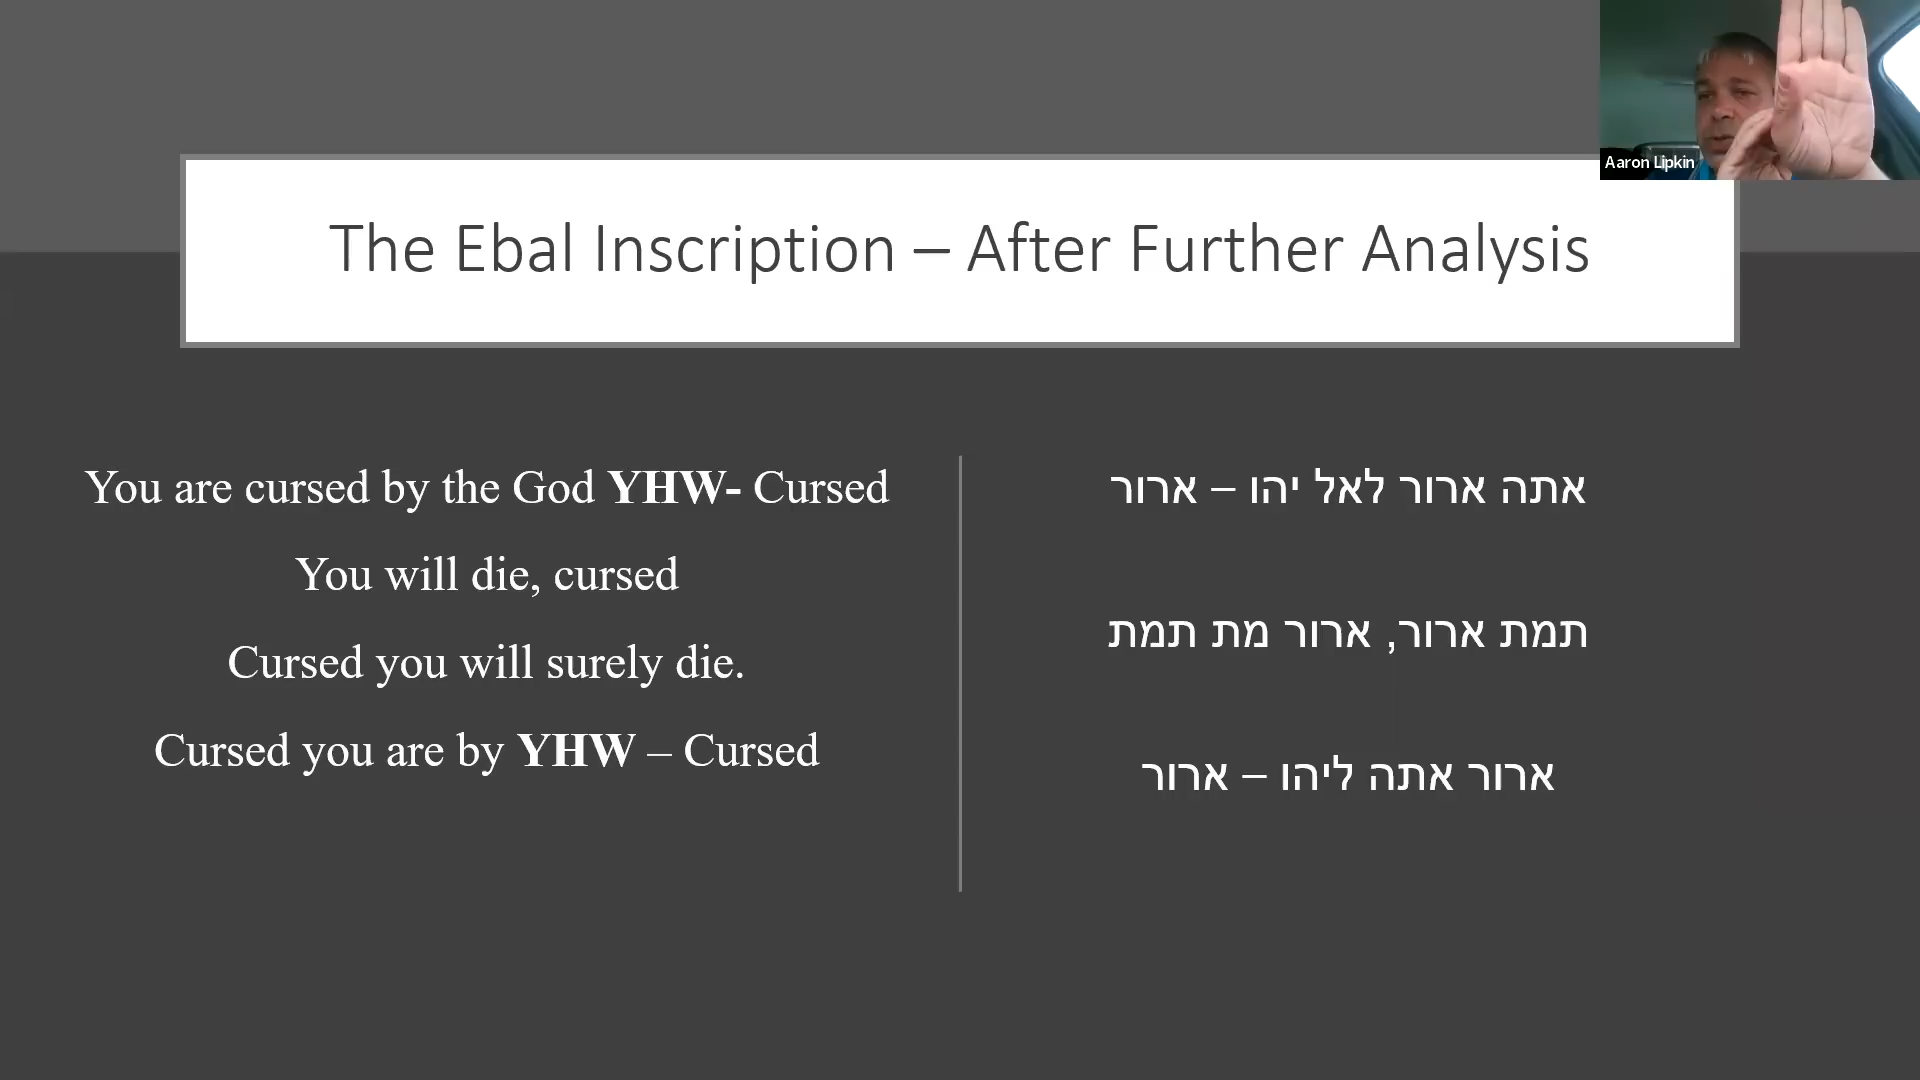 Aaron Lipkin
The Ebal Inscription – After Further Analysis
You are cursed by the God YHW- Cursed
You will die, cursed
Cursed you will surely die.
Cursed you are by YHW – Cursed
אתה ארור לאל יהו – ארור
תמת ארור, ארור מת תמת
ארור אתה ליהו – ארור